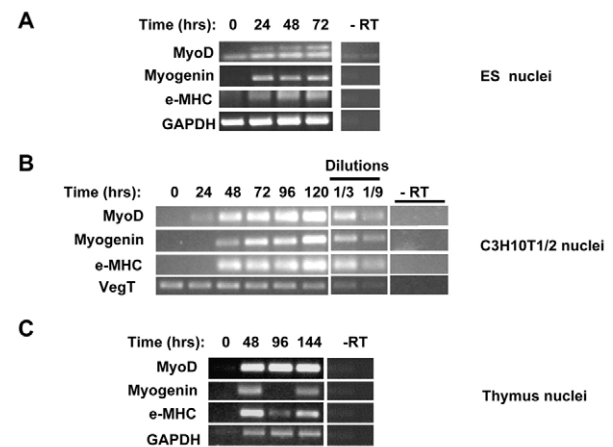 A
Time (hrs): 0 24 48 72 - RT
MyoD
Myogenin
e-MHC
GAPDH
ES nuclei
B
Dilutions
Time (hrs): 0 24 48 72 96 120 1/3 1/9 - RT
MyoD
Myogenin
e-MHC
VegT
C3H10T1/2 nuclei
C
Time (hrs): 0 48 96 144 -RT
MyoD
Myogenin
e-MHC
GAPDH
Thymus nuclei